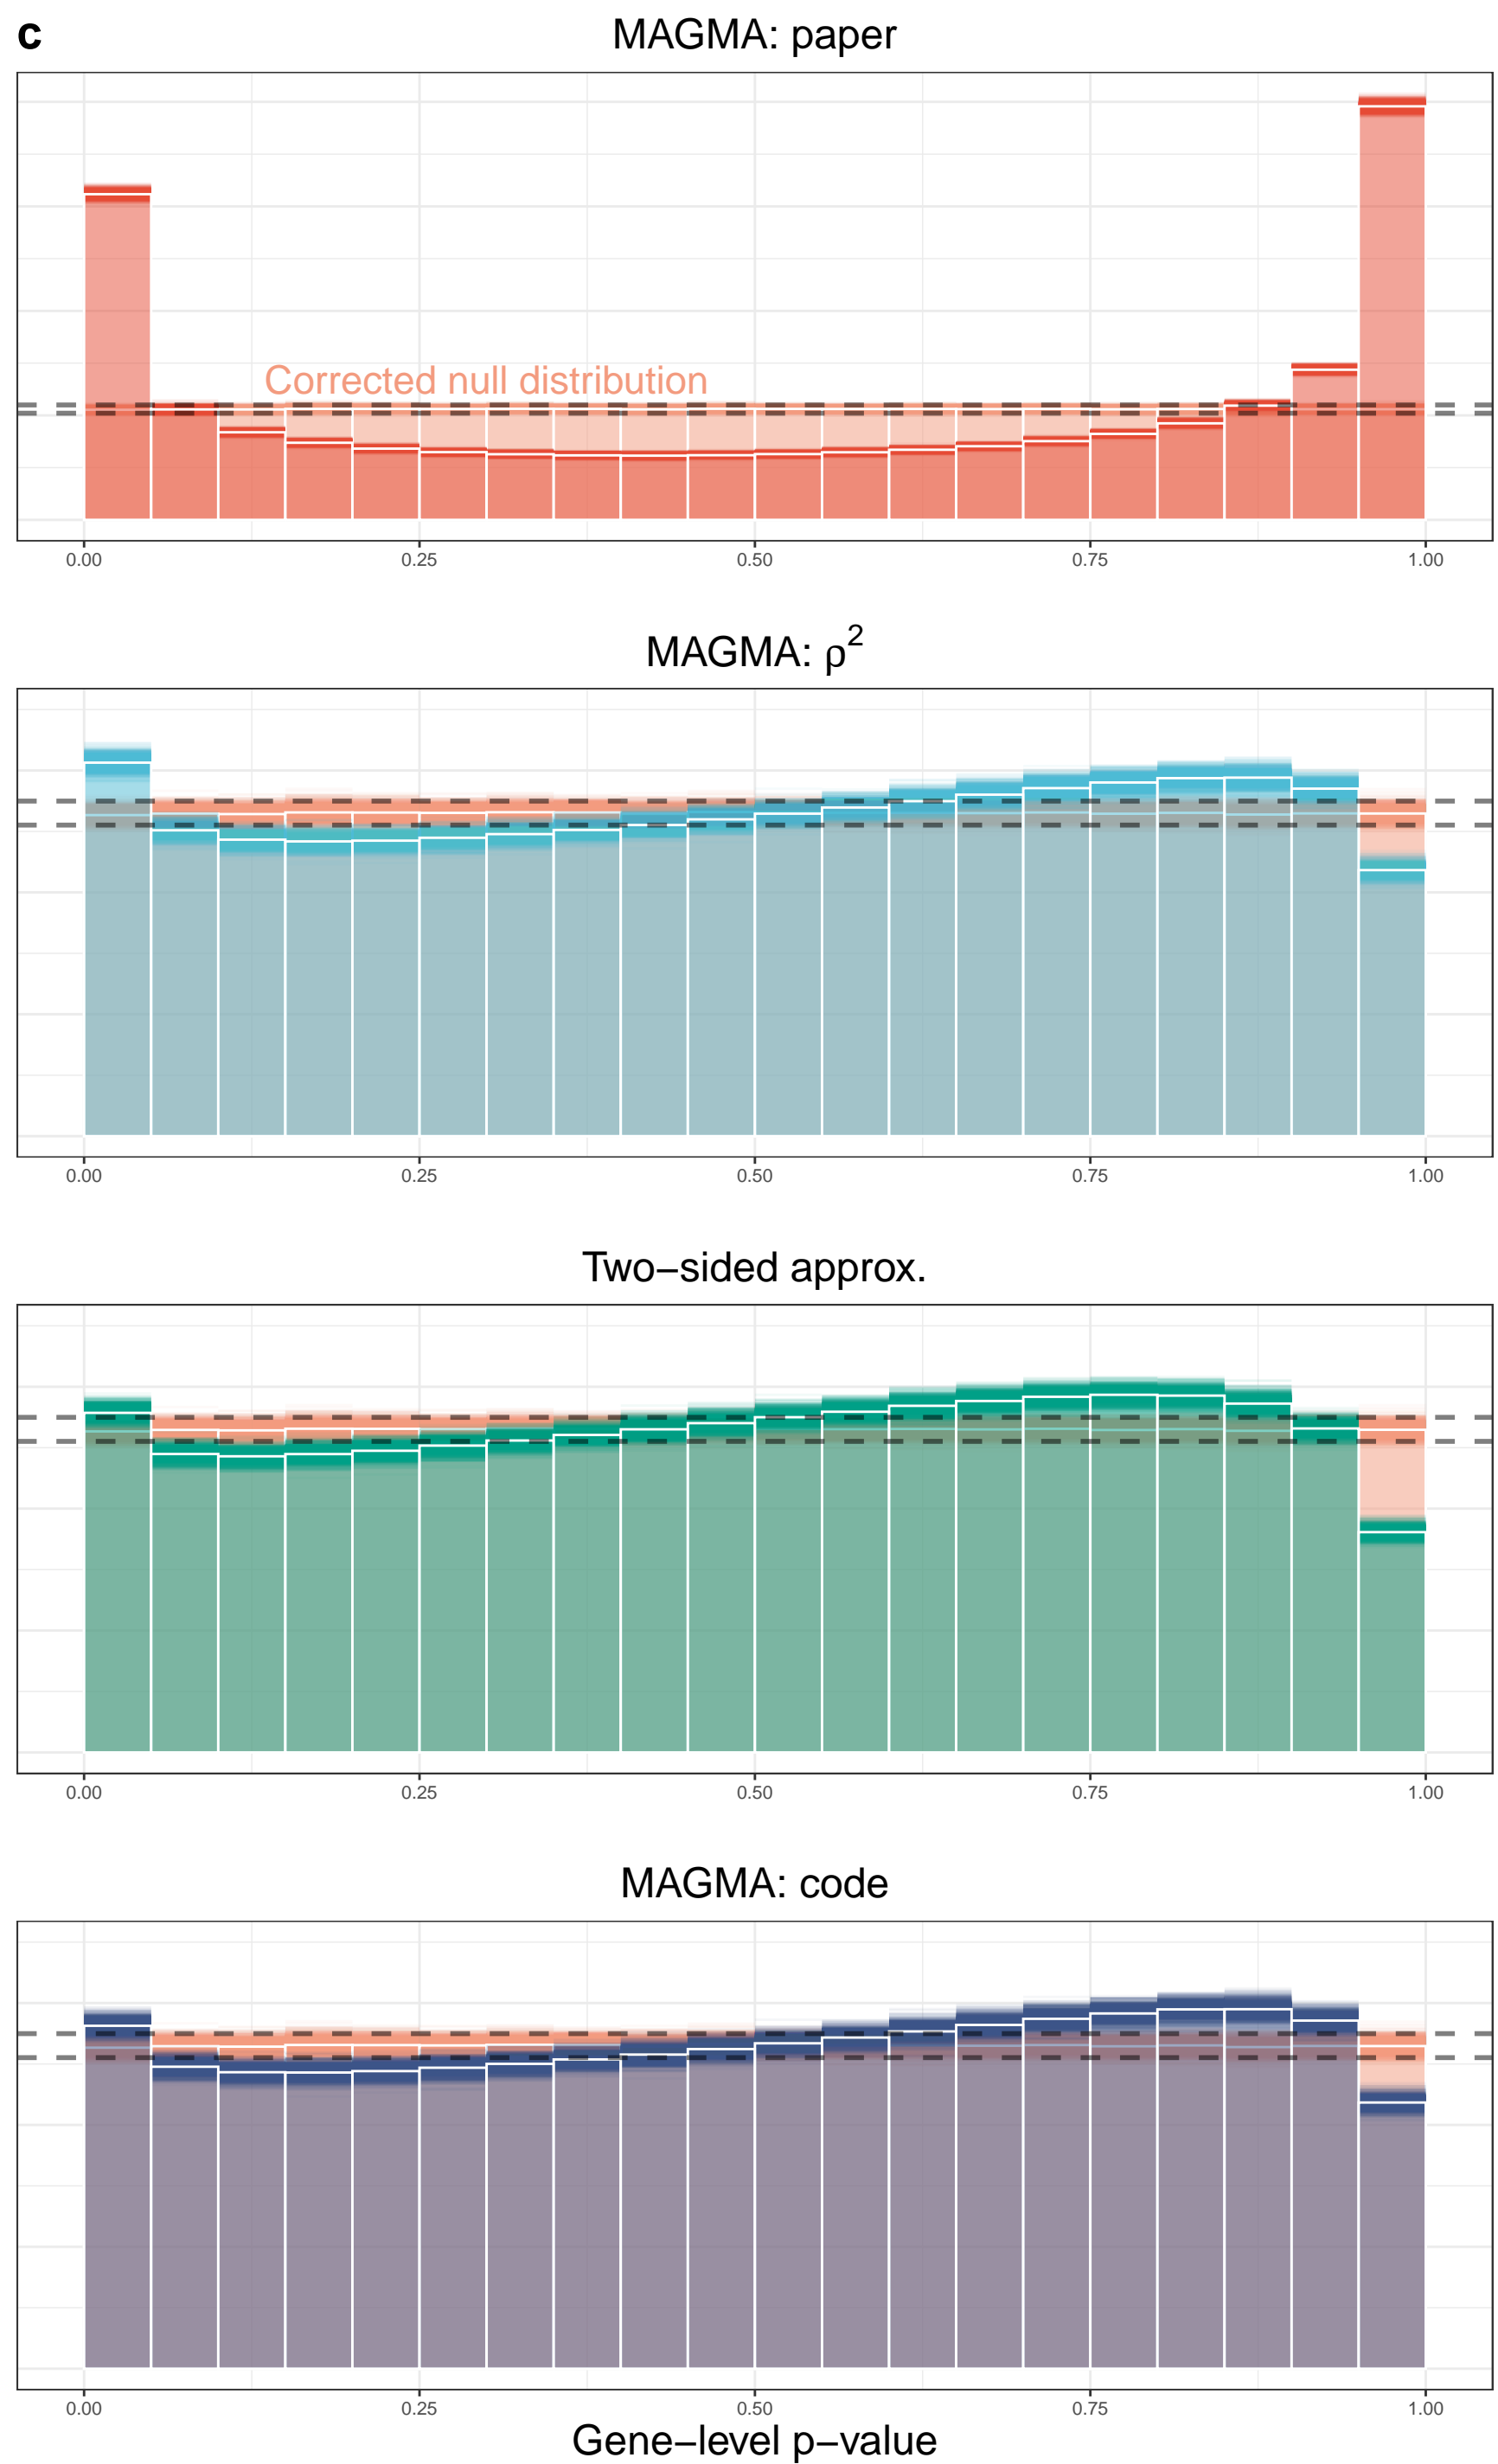 c
MAGMA: paper
Corrected null distribution
0.00 0.25 0.50 0.75 1.00
MAGMA: ρ²
0.00 0.25 0.50 0.75 1.00
Two−sided approx.
0.00 0.25 0.50 0.75 1.00
MAGMA: code
0.00 0.25 0.50 0.75 1.00
Gene−level p−value